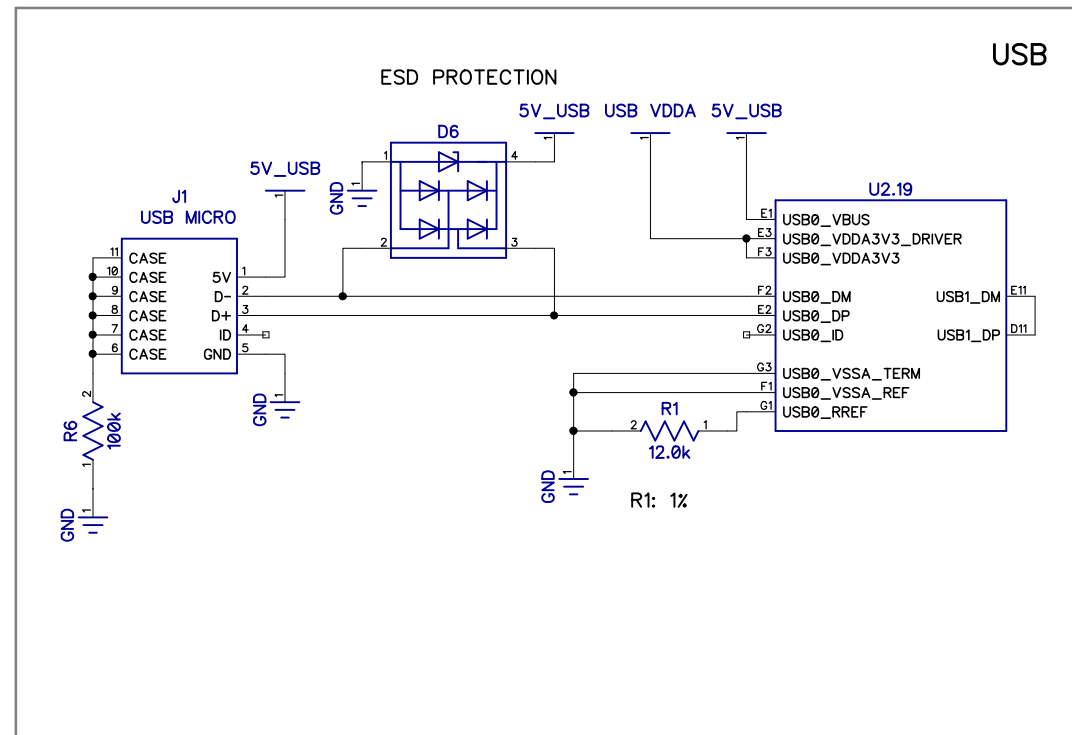 USB
ESD PROTECTION
5V_USB USB VDDA 5V_USB
1 1 1
D6
1 4
2 3
GND
1
5V_USB
1
J1
USB MICRO
11 CASE
10 CASE
9 CASE
8 CASE
7 CASE
6 CASE
5V 1
D- 2
D+ 3
ID 4
GND 5
GND
1
2
R6
100k
1
GND
1
U2.19
E1 USB0_VBUS
E3 USB0_VDDA3V3_DRIVER
F3 USB0_VDDA3V3
F2 USB0_DM
E2 USB0_DP
G2 USB0_ID
G3 USB0_VSSA_TERM
F1 USB0_VSSA_REF
G1 USB0_RREF
USB1_DM E11
USB1_DP D11
R1
2 1
12.0k
GND
1
R1: 1%